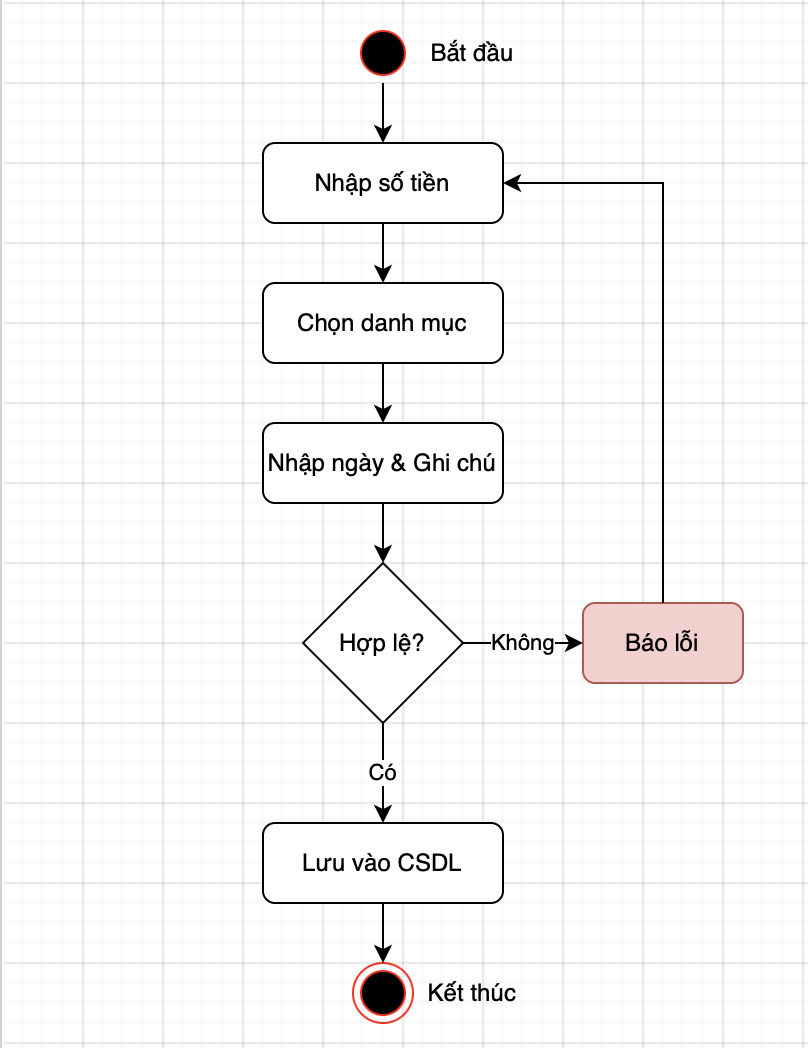 Bắt đầu
Nhập số tiền
Chọn danh mục
Nhập ngày & Ghi chú
Hợp lệ?
Không
Báo lỗi
Có
Lưu vào CSDL
Kết thúc